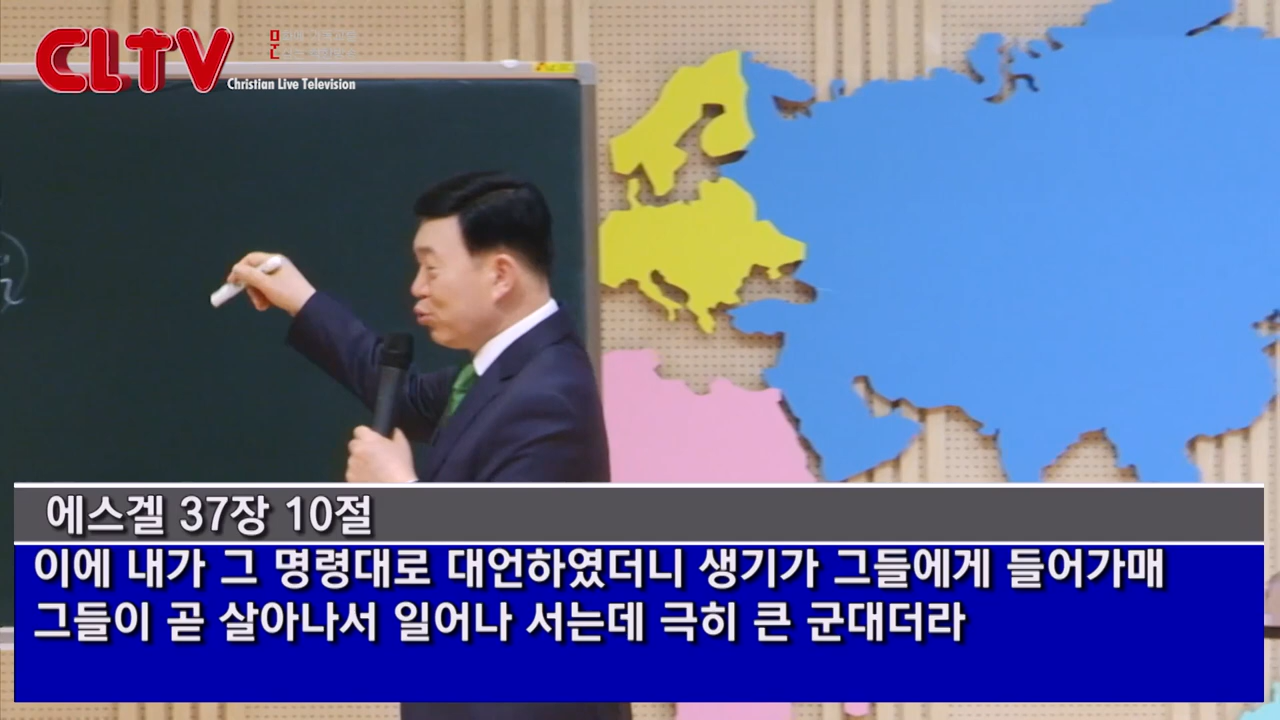 CLTV
Christian Live Television
에스겔 37장 10절
이에 내가 그 명령대로 대언하였더니 생기가 그들에게 들어가매
그들이 곧 살아나서 일어나 서는데 극히 큰 군대더라